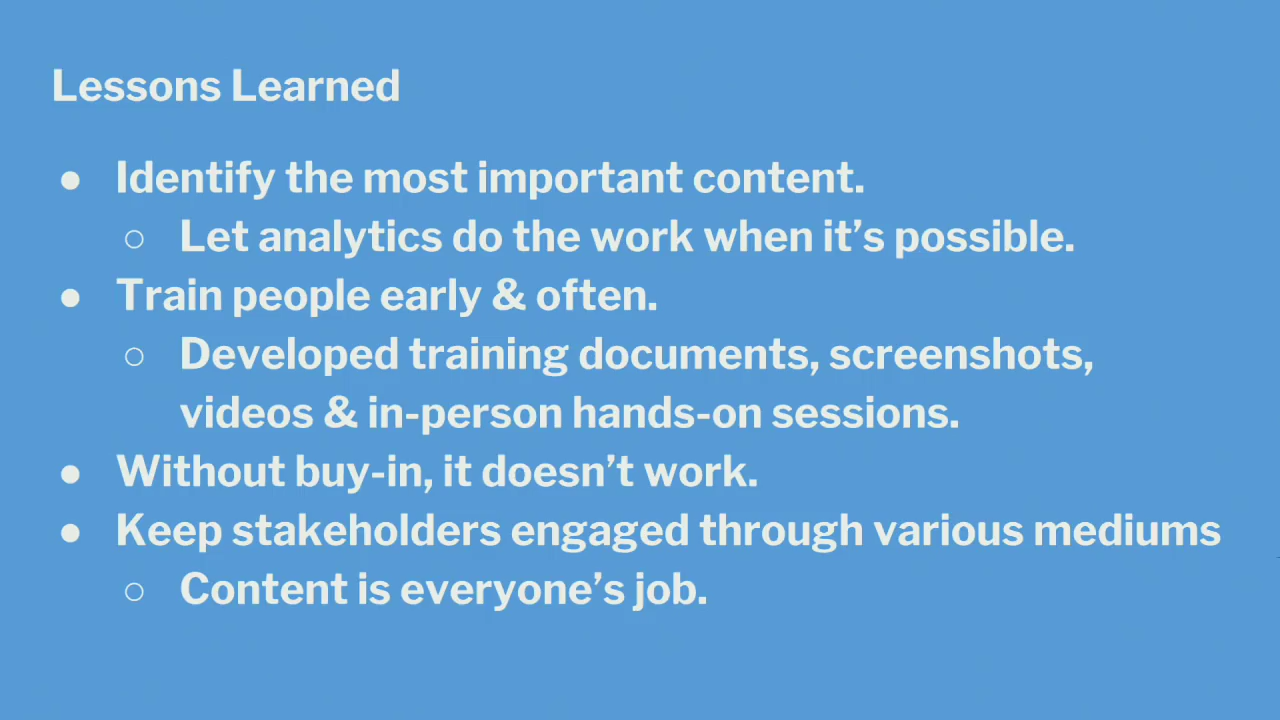 Lessons Learned
● Identify the most important content.
○ Let analytics do the work when it’s possible.
● Train people early & often.
○ Developed training documents, screenshots,
videos & in-person hands-on sessions.
● Without buy-in, it doesn’t work.
● Keep stakeholders engaged through various mediums
○ Content is everyone’s job.